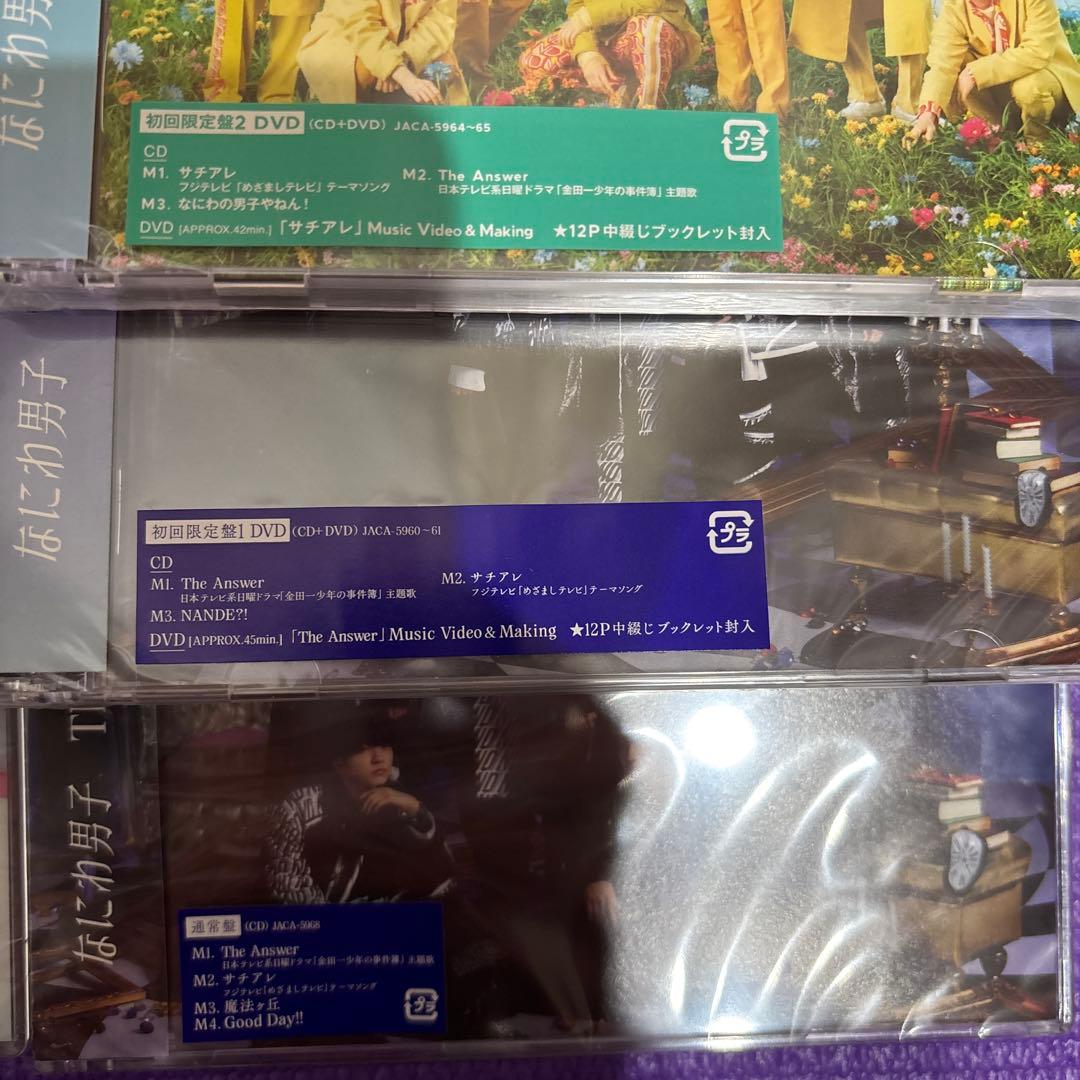 なにわ男
初回限定盤2 DVD (CD+DVD) JACA-5964~65
プラ
CD
M1. サチアレ
フジテレビ「めざましテレビ」テーマソング
M2. The Answer
日本テレビ系日曜ドラマ「金田一少年の事件簿」主題歌
M3. なにわの男子やねん!
DVD [APPROX.42min.]「サチアレ」Music Video & Making ★12P中綴じブックレット封入
なにわ男子
初回限定盤1 DVD (CD+DVD) JACA-5960~61
プラ
CD
M1. The Answer
日本テレビ系日曜ドラマ「金田一少年の事件簿」主題歌
M2. サチアレ
フジテレビ「めざましテレビ」テーマソング
M3. NANDE?!
DVD [APPROX.45min.]「The Answer」Music Video & Making ★12P中綴じブックレット封入
なにわ男子
通常盤 (CD) JACA-5968
M1. The Answer
日本テレビ系日曜ドラマ「金田一少年の事件簿」主題歌
M2. サチアレ
フジテレビ「めざましテレビ」テーマソング
M3. 魔法ヶ丘
M4. Good Day!!
プラ